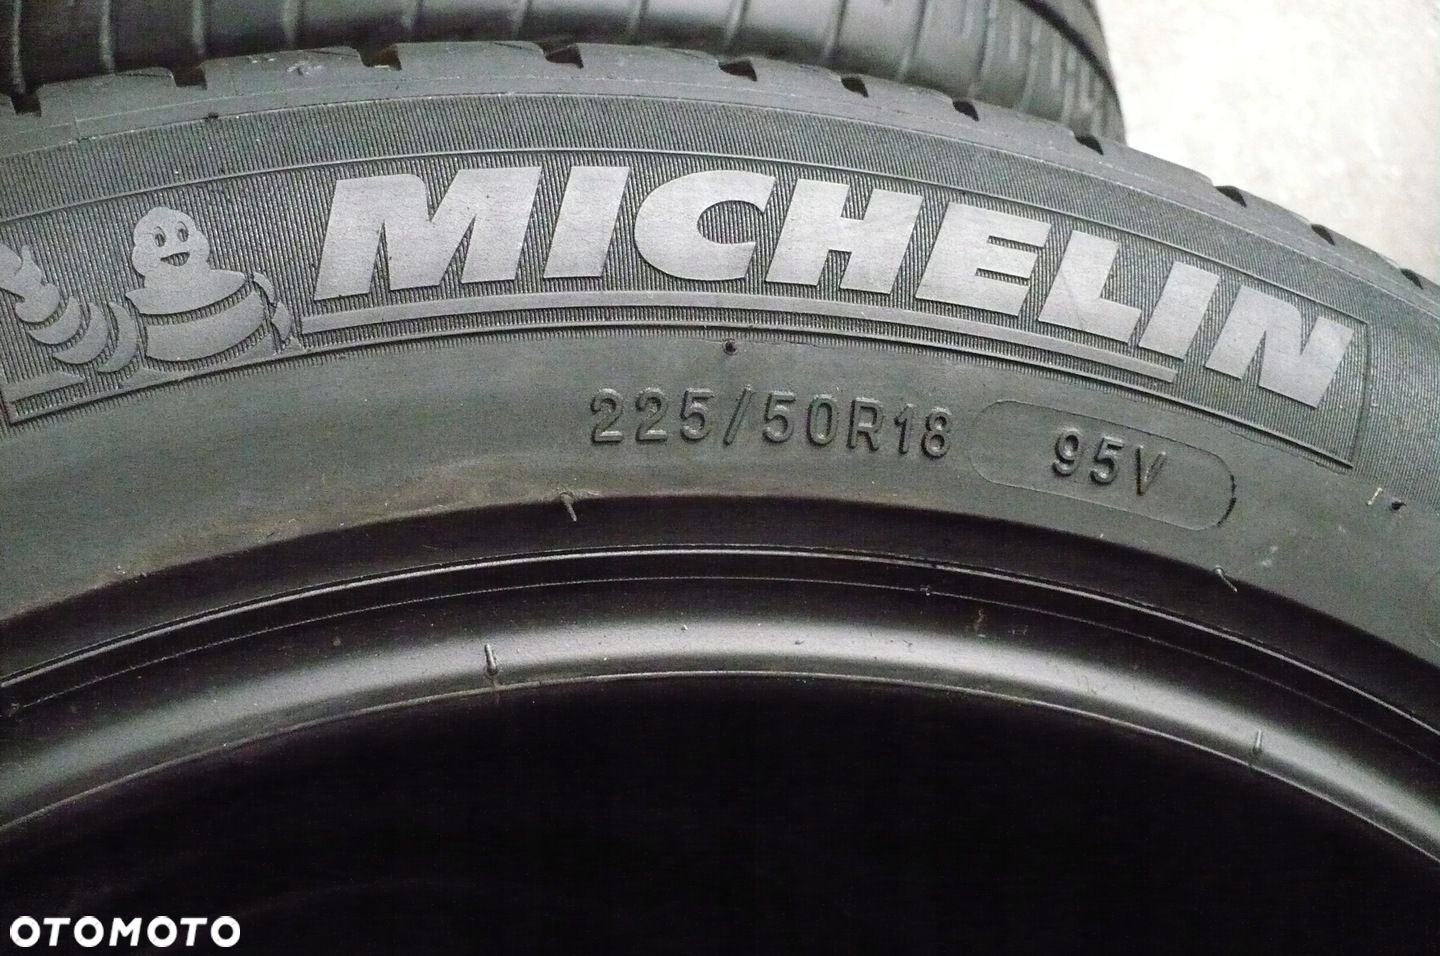 MICHELIN
225/50R18 95V
OTOMOTO